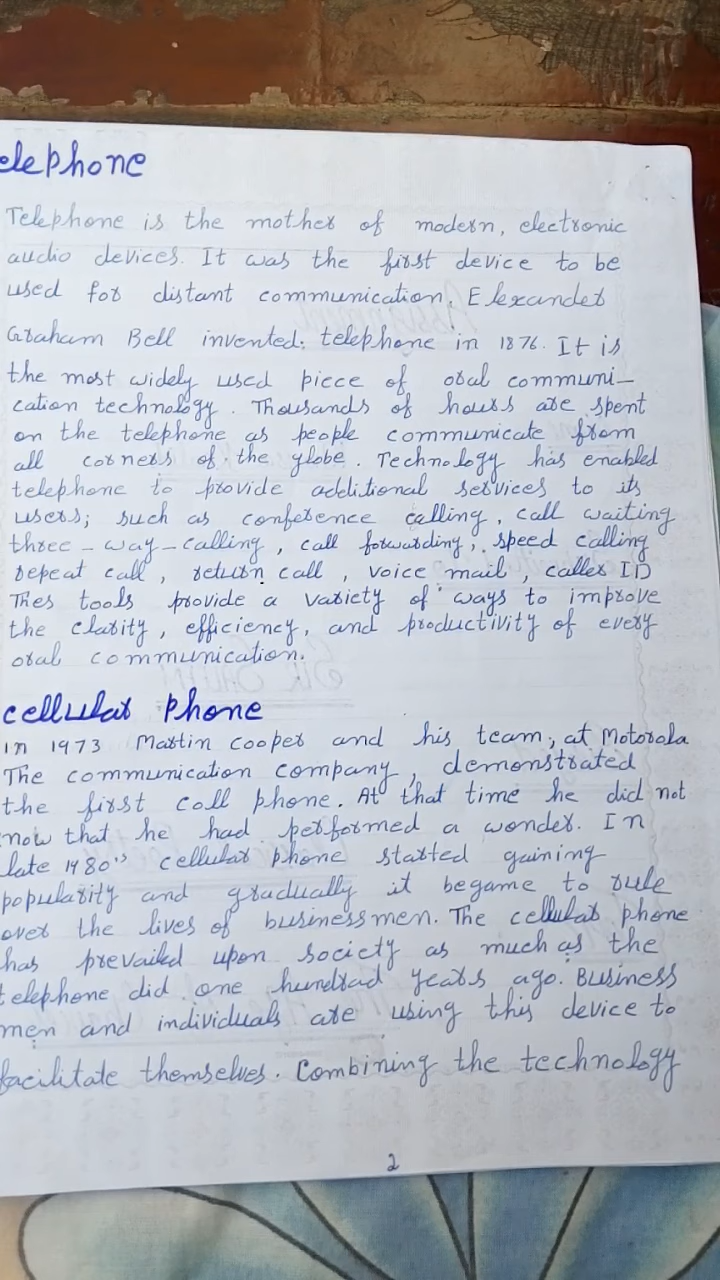 elephone
Telephone is the mother of modern, electronic
audio devices. It was the first device to be
used for distant communication. Elexander
Graham Bell invented. telephone in 1876. It is
the most widely used piece of oral communi-
cation technology. Thousands of hours are spent
on the telephone as people communicate from
all corners of the globe. Technology has enabled
telephone to provide additional services to its
users; such as conference calling, call waiting
three-way-calling, call forwarding, speed calling
repeat call, return call, voice mail, caller ID
Thes tools provide a variety of ways to improve
the clarity, efficiency, and productivity of every
oral communication.
cellular phone
in 1973 Martin cooper and his team, at Motorola
The communication company, demonstrated
the first coll phone. At that time he did not
now that he had performed a wonder. In
late 1980's cellular phone started gaining
popularity and gradually it begame to rule
over the lives of businessmen. The cellular phone
has prevailed upon society as much as the
telephone did one hundrad years ago. Business
men and individuals are using this device to
facilitate themselves. Combining the technology
2